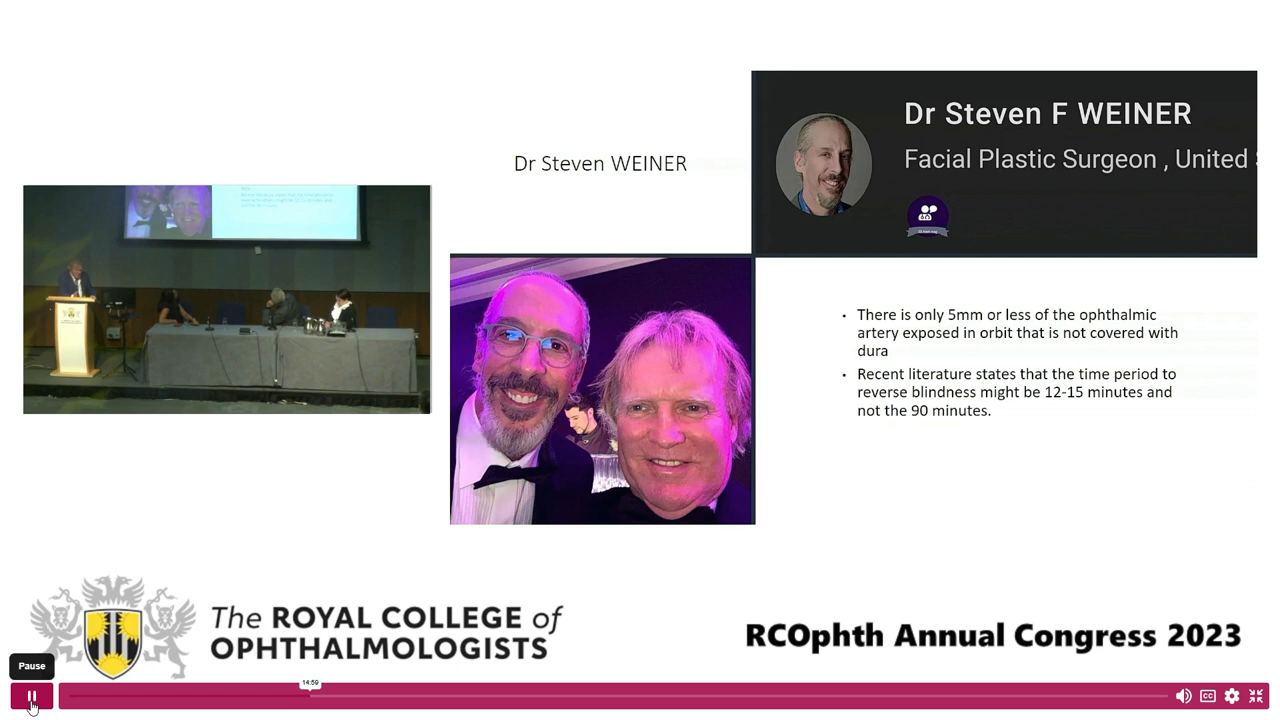 Dr Steven F WEINER
Facial Plastic Surgeon , United
Dr Steven WEINER
• There is only 5mm or less of the ophthalmic
artery exposed in orbit that is not covered with
dura
• Recent literature states that the time period to
reverse blindness might be 12-15 minutes and
not the 90 minutes.
The ROYAL COLLEGE of
OPHTHALMOLOGISTS
RCOphth Annual Congress 2023
Pause
14:59
CC